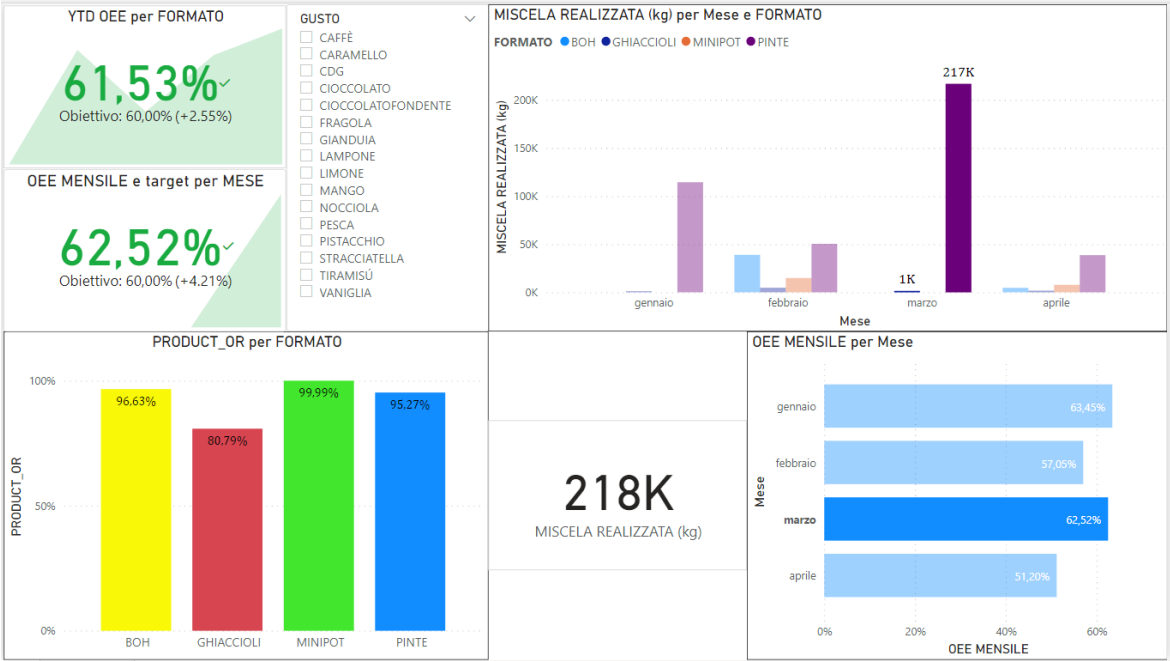 YTD OEE per FORMATO
61,53%
Obiettivo: 60,00% (+2.55%)
OEE MENSILE e target per MESE
62,52%
Obiettivo: 60,00% (+4.21%)
GUSTO
CAFFÈ
CARAMELLO
CDG
CIOCCOLATO
CIOCCOLATOFONDENTE
FRAGOLA
GIANDUIA
LAMPONE
LIMONE
MANGO
NOCCIOLA
PESCA
PISTACCHIO
STRACCIATELLA
TIRAMISÚ
VANIGLIA
MISCELA REALIZZATA (kg) per Mese e FORMATO
FORMATO BOH GHIACCIOLI MINIPOT PINTE
MISCELA REALIZZATA (kg)
200K
150K
100K
50K
0K
217K
1K
gennaio febbraio marzo aprile
Mese
PRODUCT_OR per FORMATO
PRODUCT_OR
100%
50%
0%
96,63%
80,79%
99,99%
95,27%
BOH GHIACCIOLI MINIPOT PINTE
218K
MISCELA REALIZZATA (kg)
OEE MENSILE per Mese
Mese
gennaio 63,45%
febbraio 57,05%
marzo 62,52%
aprile 51,20%
0% 20% 40% 60%
OEE MENSILE